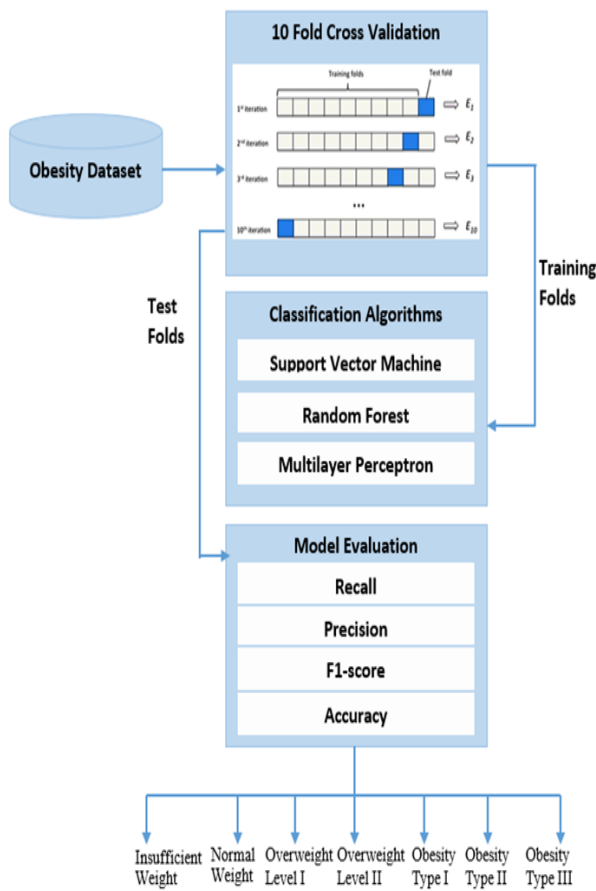 10 Fold Cross Validation
Training folds
Test fold
1st iteration
E1
2nd iteration
E2
3rd iteration
E3
...
10th iteration
E10
Obesity Dataset
Test
Folds
Training
Folds
Classification Algorithms
Support Vector Machine
Random Forest
Multilayer Perceptron
Model Evaluation
Recall
Precision
F1-score
Accuracy
Insufficient
Weight
Normal
Weight
Overweight
Level I
Overweight
Level II
Obesity
Type I
Obesity
Type II
Obesity
Type III